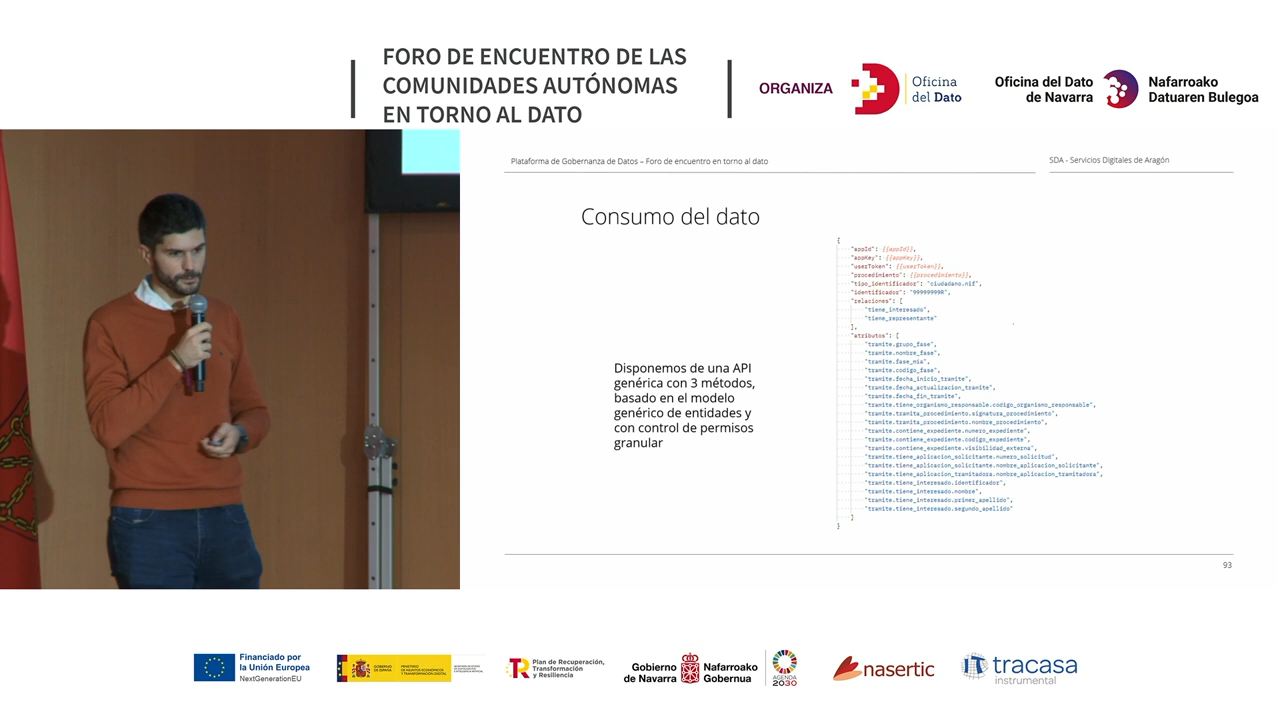 FORO DE ENCUENTRO DE LAS
COMUNIDADES AUTÓNOMAS
EN TORNO AL DATO
ORGANIZA
Oficina
del Dato
Oficina del Dato
de Navarra
Nafarroako
Datuaren Bulegoa
Plataforma de Gobernanza de Datos – Foro de encuentro en torno al dato
SDA - Servicios Digitales de Aragón
Consumo del dato
Disponemos de una API
genérica con 3 métodos,
basado en el modelo
genérico de entidades y
con control de permisos
granular
{
"appId": {{appId}},
"appKey": {{appKey}},
"userToken": {{userToken}},
"procedimiento": {{procedimiento}},
"tipo_identificador": "ciudadano.nif",
"identificador": "99999999R",
"relaciones": [
"tiene_interesado",
"tiene_representante"
],
"atributos": [
"tramite.grupo_fase",
"tramite.nombre_fase",
"tramite.fase_mia",
"tramite.codigo_fase",
"tramite.fecha_inicio_tramite",
"tramite.fecha_actualizacion_tramite",
"tramite.fecha_fin_tramite",
"tramite.tiene_organismo_responsable.codigo_organismo_responsable",
"tramite.tramita_procedimiento.signatura_procedimiento",
"tramite.tramita_procedimiento.nombre_procedimiento",
"tramite.contiene_expediente.numero_expediente",
"tramite.contiene_expediente.codigo_expediente",
"tramite.contiene_expediente.visibilidad_externa",
"tramite.tiene_aplicacion_solicitante.numero_solicitud",
"tramite.tiene_aplicacion_solicitante.nombre_aplicacion_solicitante",
"tramite.tiene_aplicacion_tramitadora.nombre_aplicacion_tramitadora",
"tramite.tiene_interesado.identificador",
"tramite.tiene_interesado.nombre",
"tramite.tiene_interesado.primer_apellido",
"tramite.tiene_interesado.segundo_apellido"
]
}
93
Financiado por
la Unión Europea
NextGenerationEU
Plan de Recuperación,
Transformación
y Resiliencia
Gobierno
de Navarra
Nafarroako
Gobernua
AGENDA
2030
nasertic
tracasa
instrumental